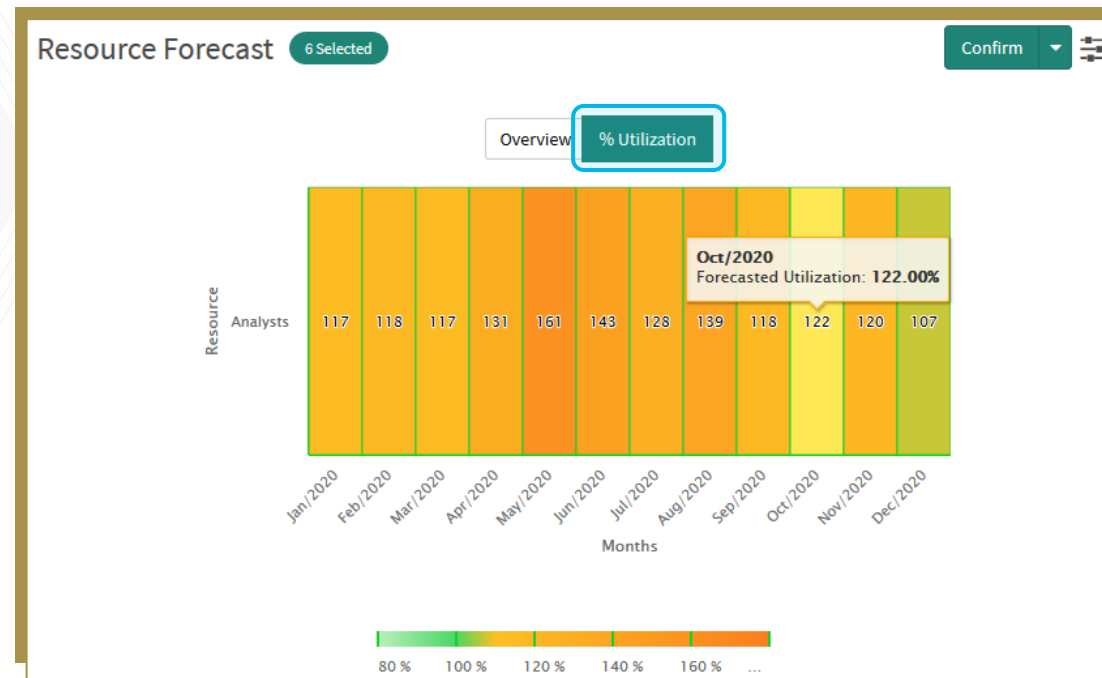 Resource Forecast 6 Selected Confirm
Overview % Utilization
Oct/2020
Forecasted Utilization: 122.00%
Resource
Analysts 117 118 117 131 161 143 128 139 118 122 120 107
Jan/2020 Feb/2020 Mar/2020 Apr/2020 May/2020 Jun/2020 Jul/2020 Aug/2020 Sep/2020 Oct/2020 Nov/2020 Dec/2020
Months
80 % 100 % 120 % 140 % 160 % ...